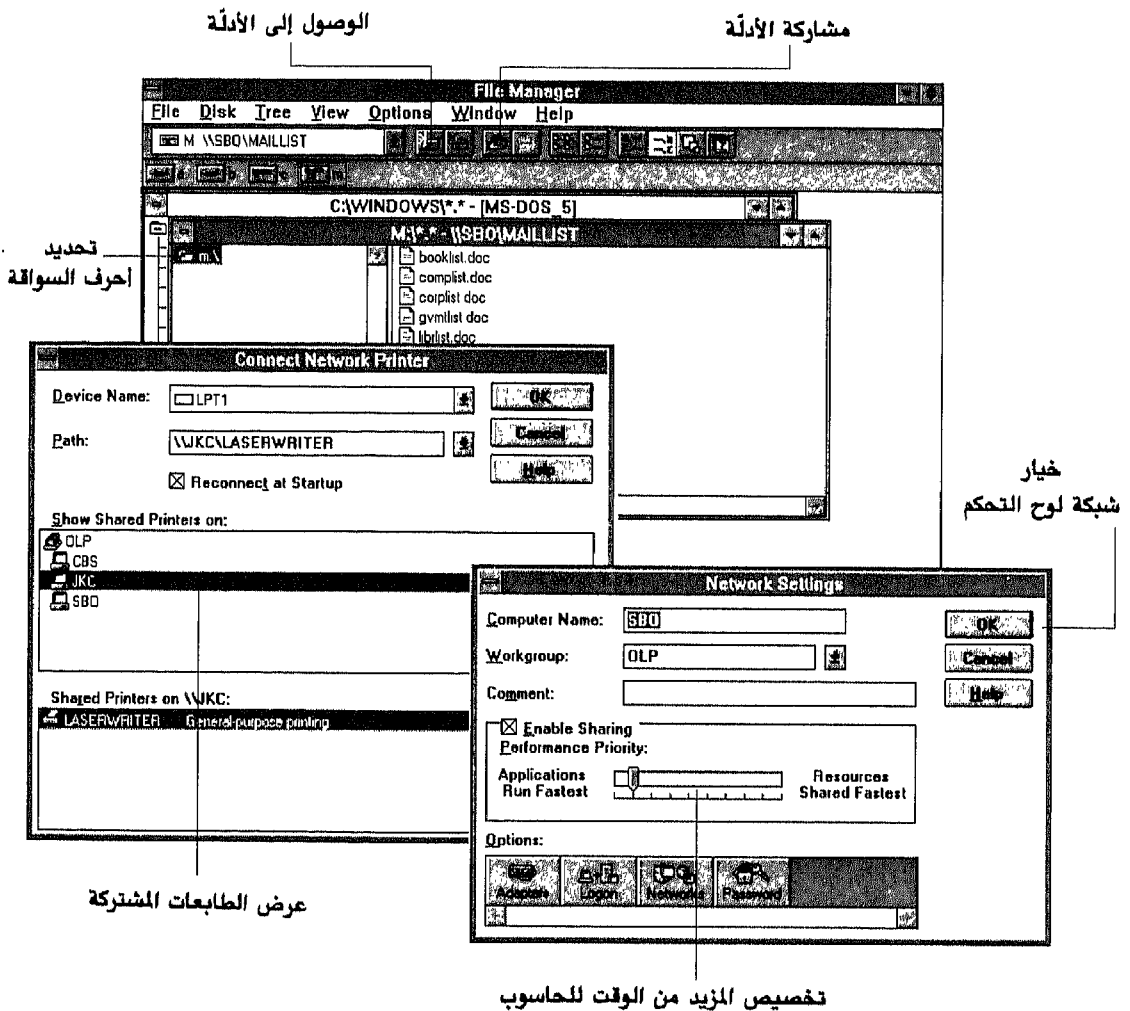 الوصول إلى الأدلّة
مشاركة الأدلّة
File Manager
File Disk Tree View Options Window Help
M \\SBO\MAILLIST
a b c m
C:\WINDOWS\*.* - [MS-DOS_5]
M:\*.* - \\SBO\MAILLIST
m:\
booklist.doc
complist.doc
corplist doc
gvmtlist doc
librlist.doc
تحديد
أحرف السواقة
Connect Network Printer
Device Name: LPT1
OK
Path: \\JKC\LASERWRITER
Cancel
Reconnect at Startup
Help
Show Shared Printers on:
OLP
CBS
JKC
SBO
Shared Printers on \\JKC:
LASERWRITER General-purpose printing
خيار
شبكة لوح التحكم
Network Settings
Computer Name: SBO
OK
Workgroup: OLP
Cancel
Comment:
Help
Enable Sharing
Performance Priority:
Applications
Run Fastest
Resources
Shared Fastest
Options:
Adapters Logon Networks Password
عرض الطابعات المشتركة
تخصيص المزيد من الوقت للحاسوب